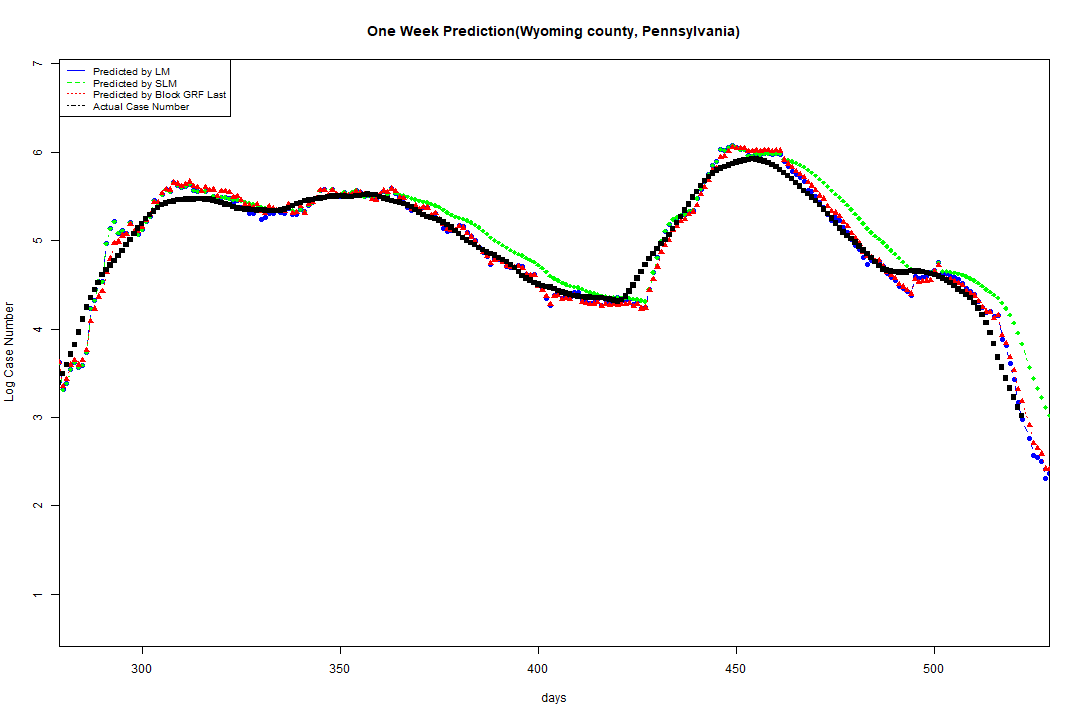 One Week Prediction(Wyoming county, Pennsylvania)
Predicted by LM
Predicted by SLM
Predicted by Block GRF Last
Actual Case Number
7
6
5
4
3
2
1
Log Case Number
300
350
400
450
500
days